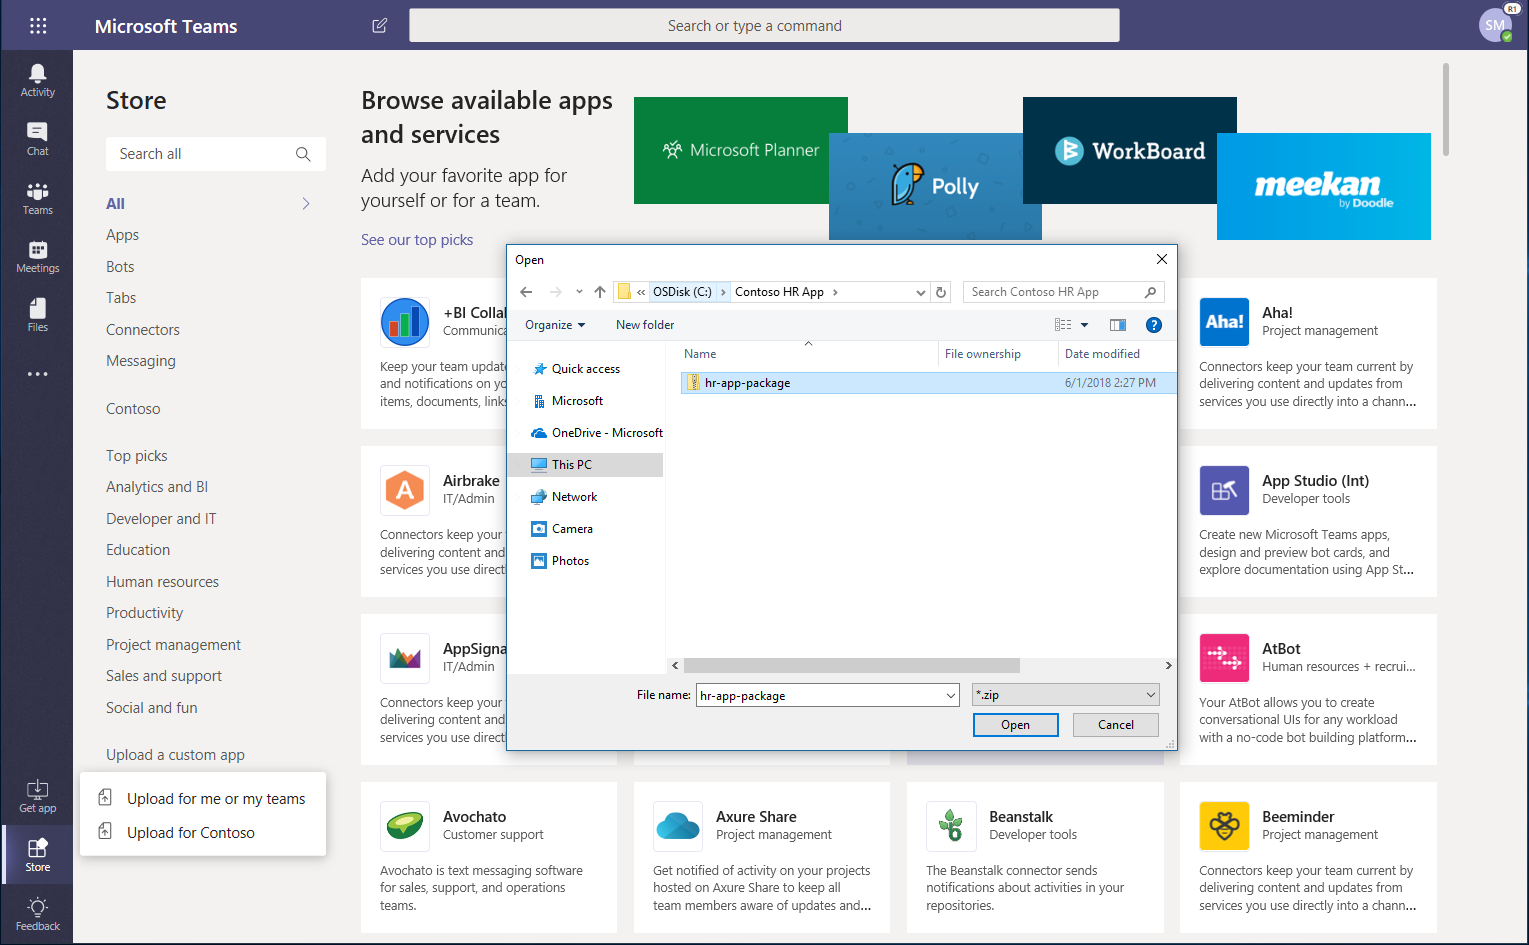 Microsoft Teams
Search or type a command
SM
R1
Activity
Chat
Teams
Meetings
Files
Get app
Store
Feedback
Store
Search all
All
Apps
Bots
Tabs
Connectors
Messaging
Contoso
Top picks
Analytics and BI
Developer and IT
Education
Human resources
Productivity
Project management
Sales and support
Social and fun
Upload a custom app
Upload for me or my teams
Upload for Contoso
Browse available apps
and services
Add your favorite app for
yourself or for a team.
See our top picks
Microsoft Planner
Polly
WorkBoard
meekan
by Doodle
+BI Colla
Communica
Keep your team upda
and notifications on yo
items, documents, link
Aha!
Aha!
Project management
Connectors keep your team current by
delivering content and updates from
services you use directly into a chann...
Airbrake
IT/Admin
Connectors keep your
delivering content and
services you use direct
App Studio (Int)
Developer tools
Create new Microsoft Teams apps,
design and preview bot cards, and
explore documentation using App St...
AppSigna
IT/Admin
Connectors keep your
delivering content and
services you use direct
AtBot
Human resources + recrui...
Your AtBot allows you to create
conversational UIs for any workload
with a no-code bot building platform...
Avochato
Customer support
Avochato is text messaging software
for sales, support, and operations
teams.
Axure Share
Project management
Get notified of activity on your projects
hosted on Axure Share to keep all
team members aware of updates and...
Beanstalk
Developer tools
The Beanstalk connector sends
notifications about activities in your
repositories.
Beeminder
Project management
Connectors keep your team current by
delivering content and updates from
services you use directly into a chann...
Open
« OSDisk (C:) > Contoso HR App >
Search Contoso HR App
Organize
New folder
Quick access
Microsoft
OneDrive - Microsoft
This PC
Network
Camera
Photos
Name
File ownership
Date modified
hr-app-package
6/1/2018 2:27 PM
File name:
hr-app-package
*.zip
Open
Cancel